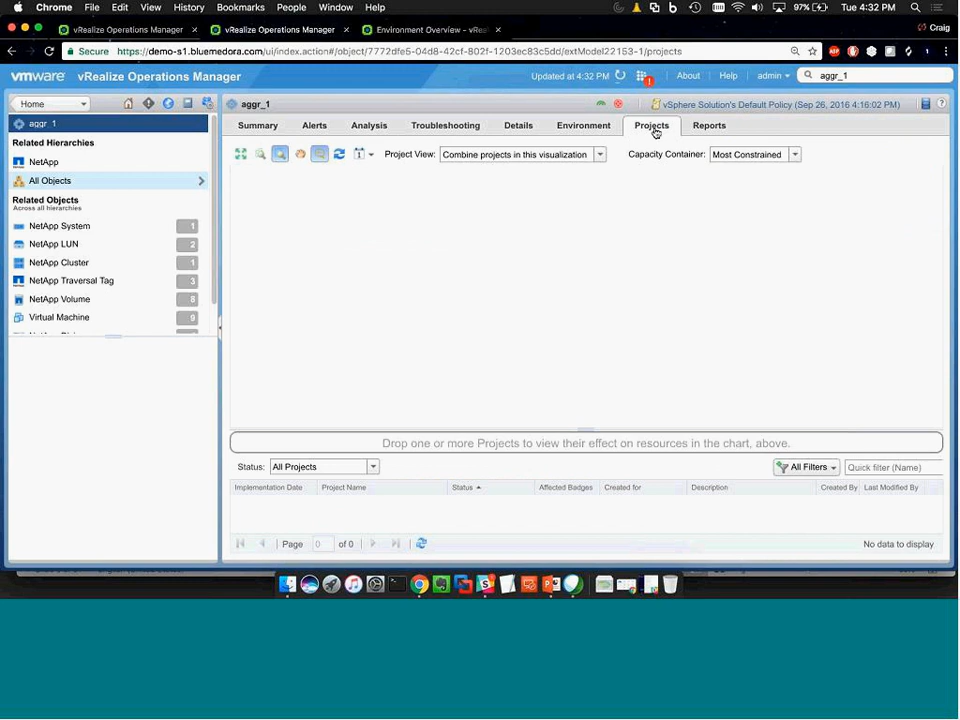 Chrome File Edit View History Bookmarks People Window Help 97% Tue 4:32 PM
vRealize Operations Manager × vRealize Operations Manager × Environment Overview - vRea × Craig
Secure https://demo-s1.bluemedora.com/ui/index.action#/object/7772dfe5-04d8-42cf-802f-1203ec83c5dd/extModel22153-1/projects
vmware vRealize Operations Manager Updated at 4:32 PM 1 About Help admin aggr_1
Home aggr_1 vSphere Solution's Default Policy (Sep 26, 2016 4:16:02 PM)
aggr_1 Summary Alerts Analysis Troubleshooting Details Environment Projects Reports
Related Hierarchies
NetApp
All Objects
Related Objects
Across all hierarchies
NetApp System 1
NetApp LUN 2
NetApp Cluster 1
NetApp Traversal Tag 3
NetApp Volume 8
Virtual Machine 9
1 Project View: Combine projects in this visualization Capacity Container: Most Constrained
Drop one or more Projects to view their effect on resources in the chart, above.
Status: All Projects All Filters Quick filter (Name)
Implementation Date Project Name Status Affected Badges Created for Description Created By Last Modified By
Page 0 of 0 No data to display